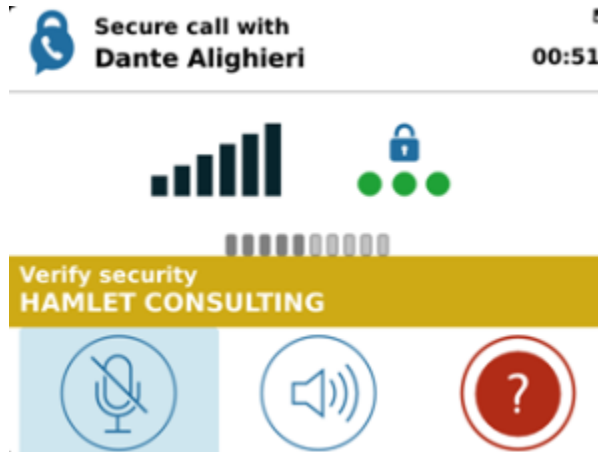 Secure call with
Dante Alighieri
00:51
Verify security
HAMLET CONSULTING
?